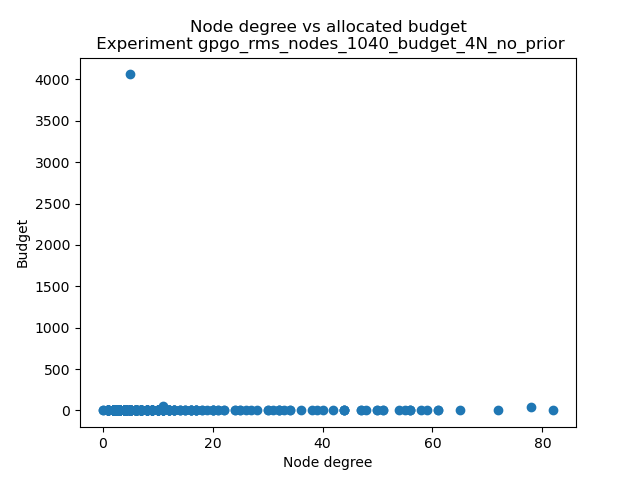 Node degree vs allocated budget
Experiment gpgo_rms_nodes_1040_budget_4N_no_prior
4000
3500
3000
2500
2000
1500
1000
500
0
Budget
0 20 40 60 80
Node degree